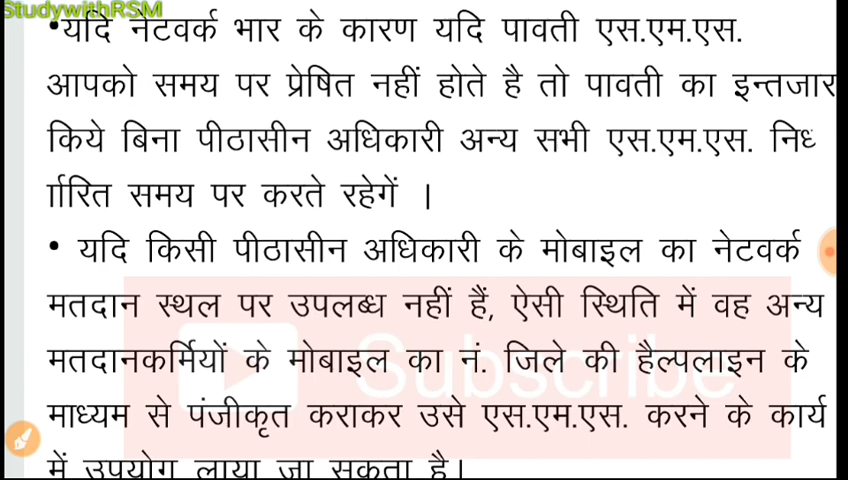 StudywithRSM
•यदि नेटवर्क भार के कारण यदि पावती एस.एम.एस.
आपको समय पर प्रेषित नहीं होते है तो पावती का इन्तजार
किये बिना पीठासीन अधिकारी अन्य सभी एस.एम.एस. निध
र्ारित समय पर करते रहेगें ।
• यदि किसी पीठासीन अधिकारी के मोबाइल का नेटवर्क
मतदान स्थल पर उपलब्ध नहीं हैं, ऐसी स्थिति में वह अन्य
मतदानकर्मियों के मोबाइल का नं. जिले की हैल्पलाइन के
माध्यम से पंजीकृत कराकर उसे एस.एम.एस. करने के कार्य
में उपयोग लाया जा सकता है।
Subscribe